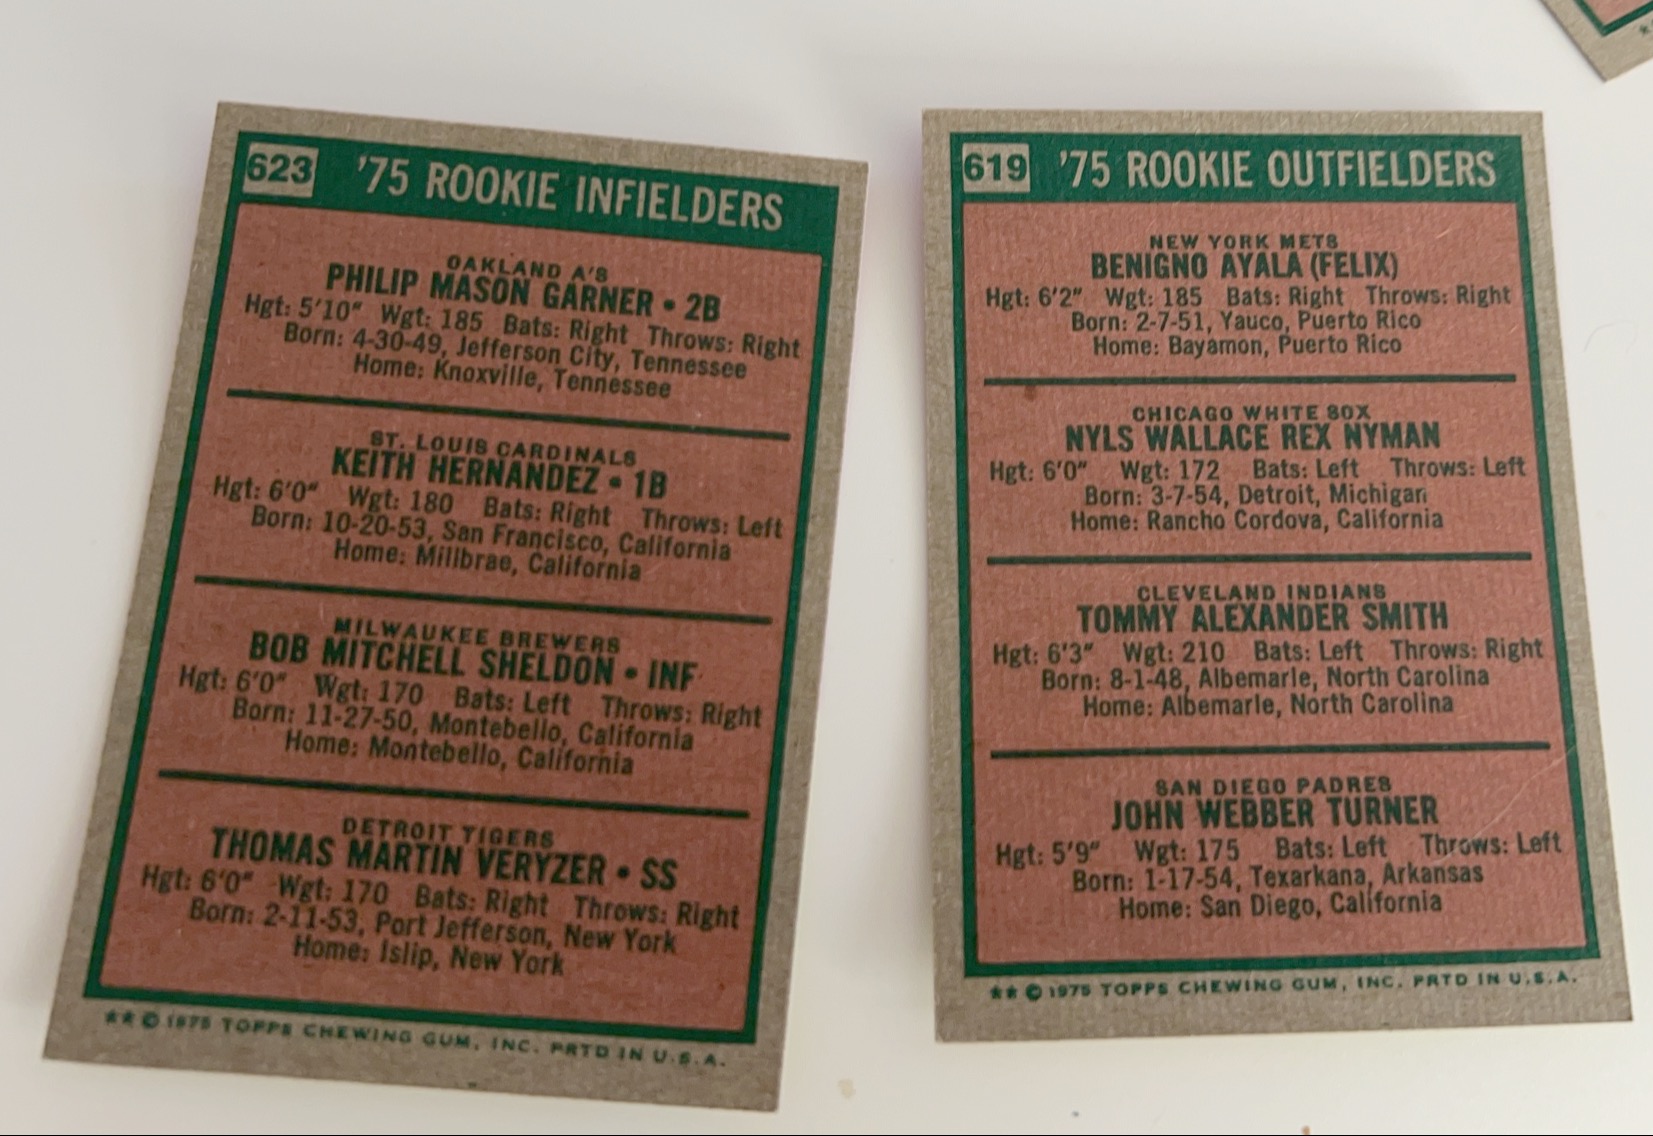 623 '75 ROOKIE INFIELDERS
OAKLAND A'S
PHILIP MASON GARNER • 2B
Hgt: 5'10" Wgt: 185 Bats: Right Throws: Right
Born: 4-30-49, Jefferson City, Tennessee
Home: Knoxville, Tennessee
ST. LOUIS CARDINALS
KEITH HERNANDEZ • 1B
Hgt: 6'0" Wgt: 180 Bats: Right Throws: Left
Born: 10-20-53, San Francisco, California
Home: Millbrae, California
MILWAUKEE BREWERS
BOB MITCHELL SHELDON • INF
Hgt: 6'0" Wgt: 170 Bats: Left Throws: Right
Born: 11-27-50, Montebello, California
Home: Montebello, California
DETROIT TIGERS
THOMAS MARTIN VERYZER • SS
Hgt: 6'0" Wgt: 170 Bats: Right Throws: Right
Born: 2-11-53, Port Jefferson, New York
Home: Islip, New York
** © 1975 TOPPS CHEWING GUM, INC. PRTD IN U.S.A.
619 '75 ROOKIE OUTFIELDERS
NEW YORK METS
BENIGNO AYALA (FELIX)
Hgt: 6'2" Wgt: 185 Bats: Right Throws: Right
Born: 2-7-51, Yauco, Puerto Rico
Home: Bayamon, Puerto Rico
CHICAGO WHITE SOX
NYLS WALLACE REX NYMAN
Hgt: 6'0" Wgt: 172 Bats: Left Throws: Left
Born: 3-7-54, Detroit, Michigan
Home: Rancho Cordova, California
CLEVELAND INDIANS
TOMMY ALEXANDER SMITH
Hgt: 6'3" Wgt: 210 Bats: Left Throws: Right
Born: 8-1-48, Albemarle, North Carolina
Home: Albemarle, North Carolina
SAN DIEGO PADRES
JOHN WEBBER TURNER
Hgt: 5'9" Wgt: 175 Bats: Left Throws: Left
Born: 1-17-54, Texarkana, Arkansas
Home: San Diego, California
** © 1975 TOPPS CHEWING GUM, INC. PRTD IN U.S.A.